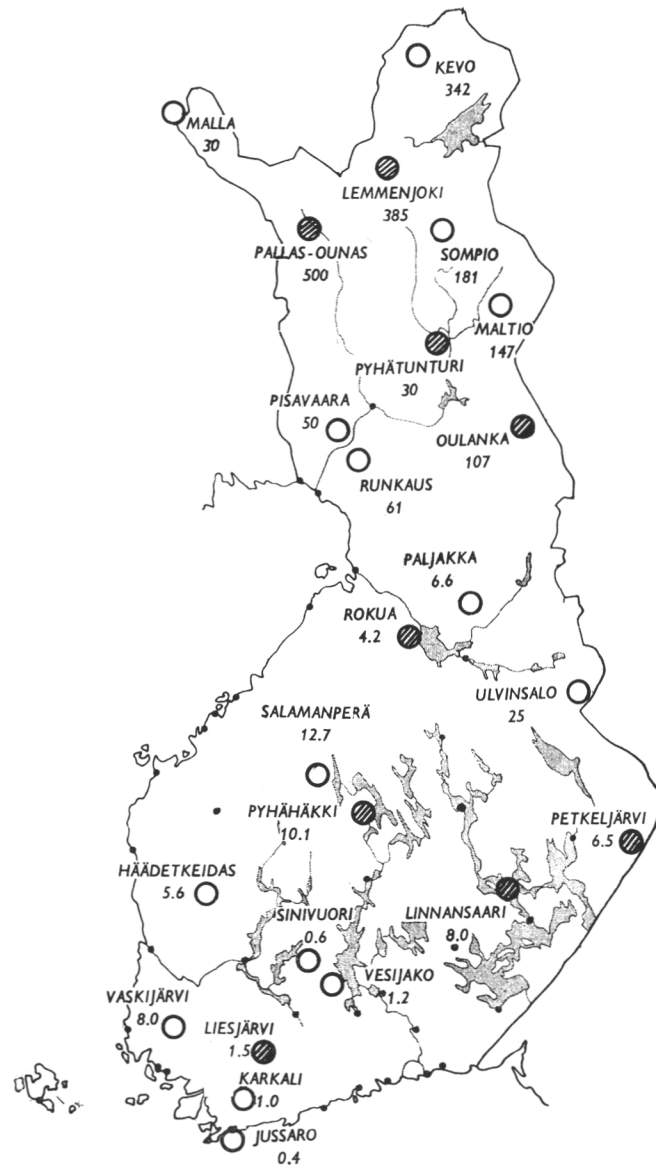 KEVO
342
MALLA
30
LEMMENJOKI
385
PALLAS-OUNAS
500
SOMPIO
181
MALTIO
147
PYHÄTUNTURI
30
PISAVAARA
50
OULANKA
107
RUNKAUS
61
PALJAKKA
6.6
ROKUA
4.2
ULVINSALO
25
SALAMANPERÄ
12.7
PYHÄHÄKKI
10.1
PETKELJÄRVI
6.5
HÄÄDETKEIDAS
5.6
SINIVUORI
0.6
LINNANSAARI
8.0
VESIJAKO
1.2
VASKIJÄRVI
8.0
LIESJÄRVI
1.5
KARKALI
1.0
JUSSARO
0.4